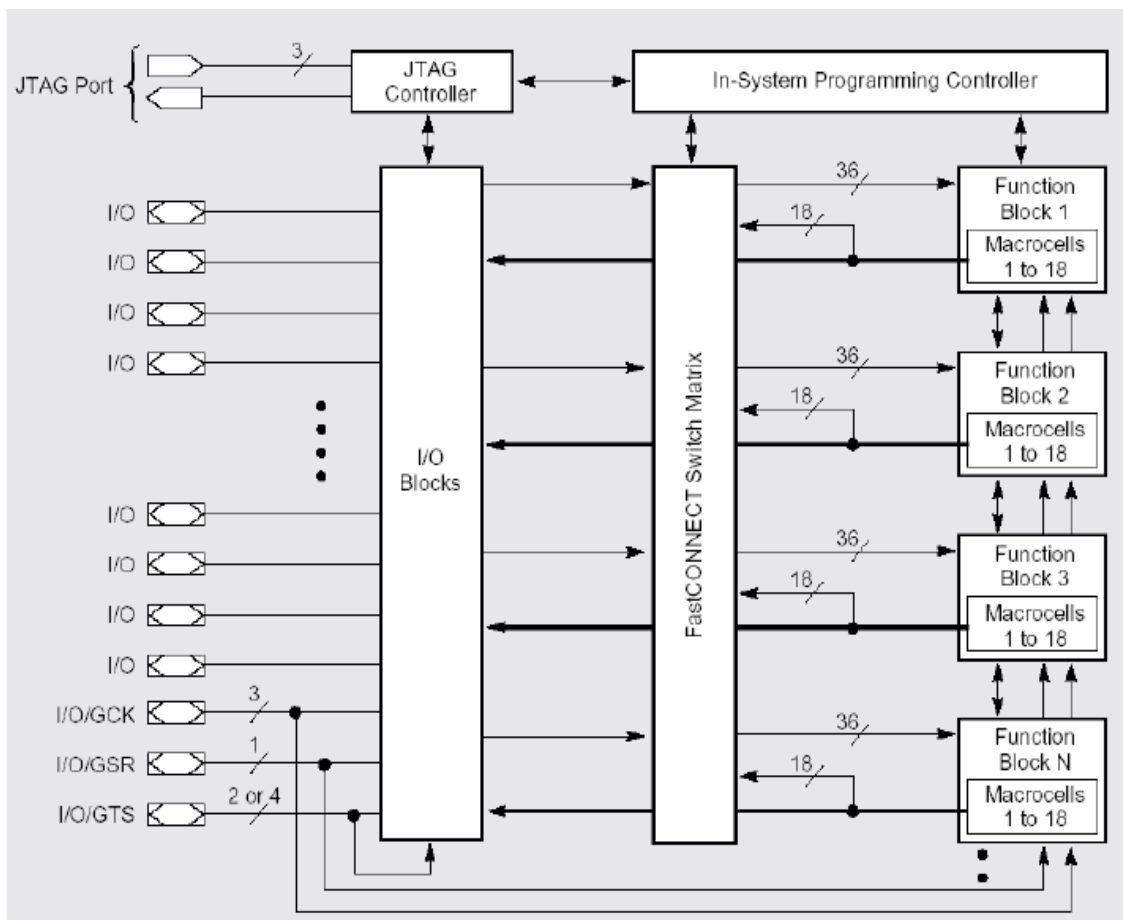 JTAG Port
3
JTAG
Controller
In-System Programming Controller
I/O
I/O
I/O
I/O
I/O
I/O
I/O
I/O
I/O/GCK
3
I/O/GSR
1
I/O/GTS
2 or 4
I/O
Blocks
FastCONNECT Switch Matrix
36
18
Function
Block 1
Macrocells
1 to 18
36
18
Function
Block 2
Macrocells
1 to 18
36
18
Function
Block 3
Macrocells
1 to 18
36
18
Function
Block N
Macrocells
1 to 18